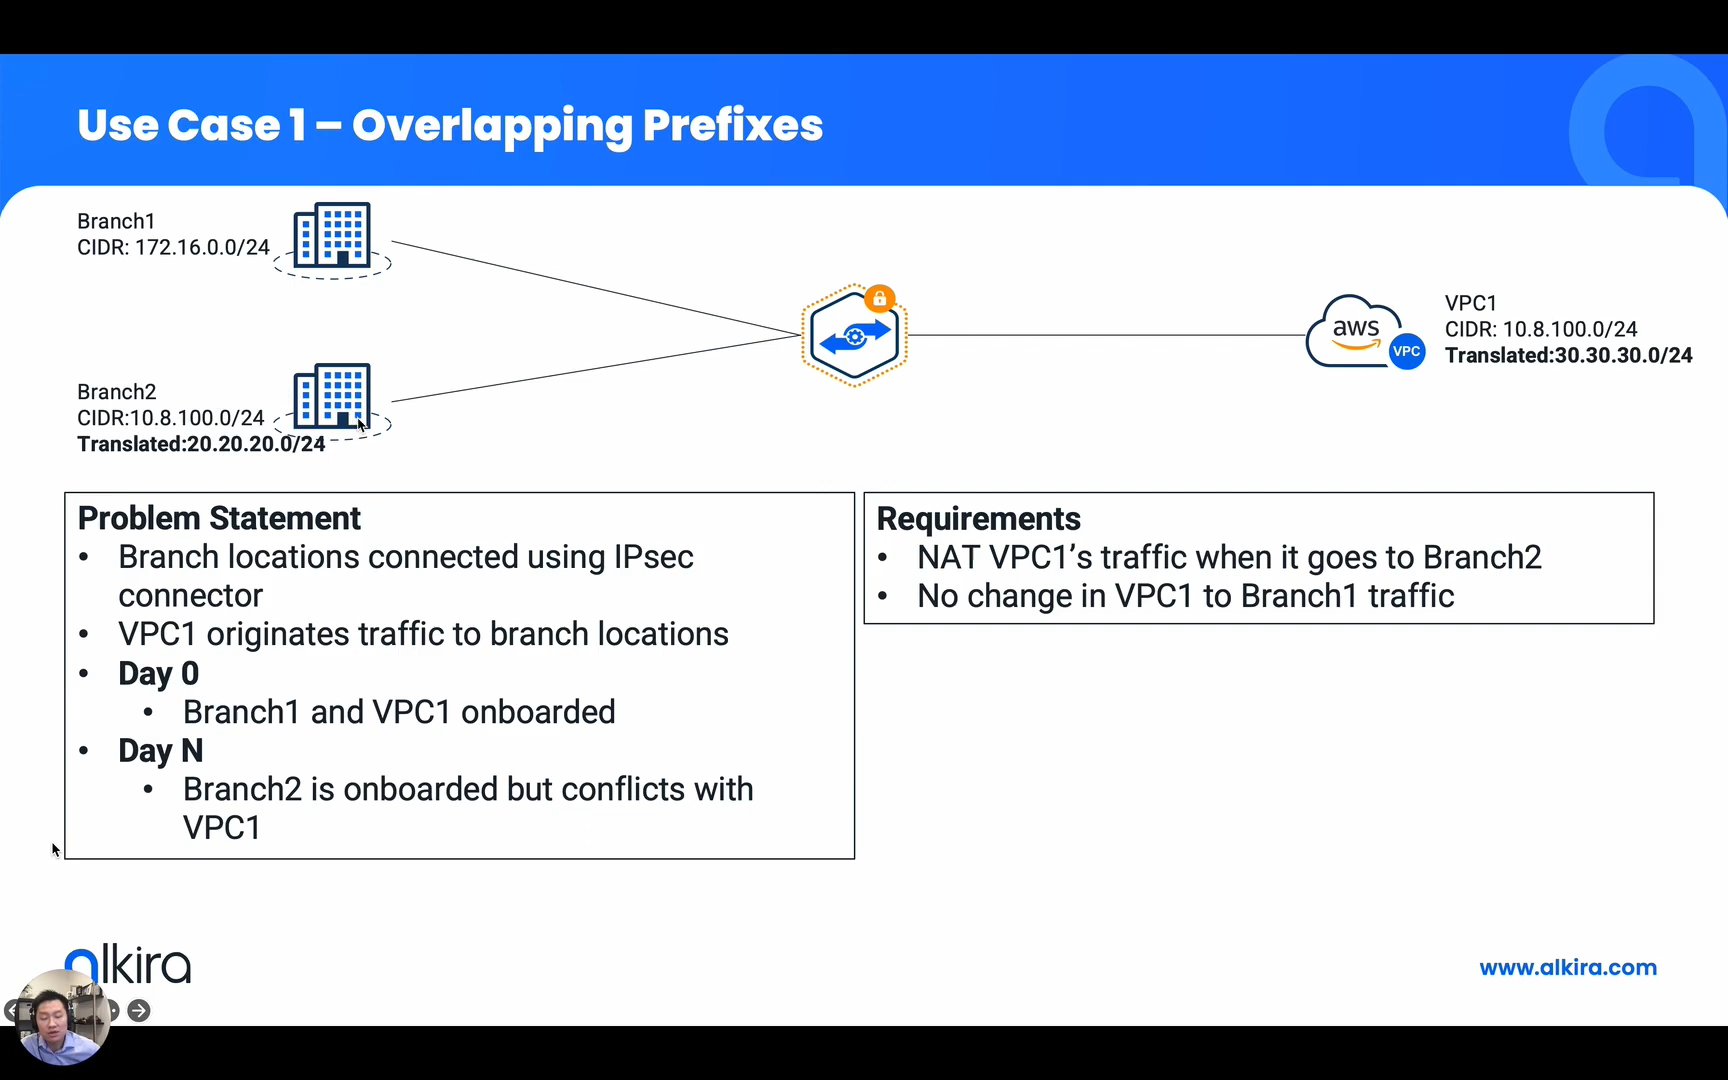 Use Case 1 – Overlapping Prefixes
Branch1
CIDR: 172.16.0.0/24
Branch2
CIDR:10.8.100.0/24
Translated:20.20.20.0/24
aws
VPC
VPC1
CIDR: 10.8.100.0/24
Translated:30.30.30.0/24
Problem Statement
• Branch locations connected using IPsec
connector
• VPC1 originates traffic to branch locations
• Day 0
• Branch1 and VPC1 onboarded
• Day N
• Branch2 is onboarded but conflicts with
VPC1
Requirements
• NAT VPC1’s traffic when it goes to Branch2
• No change in VPC1 to Branch1 traffic
alkira
www.alkira.com